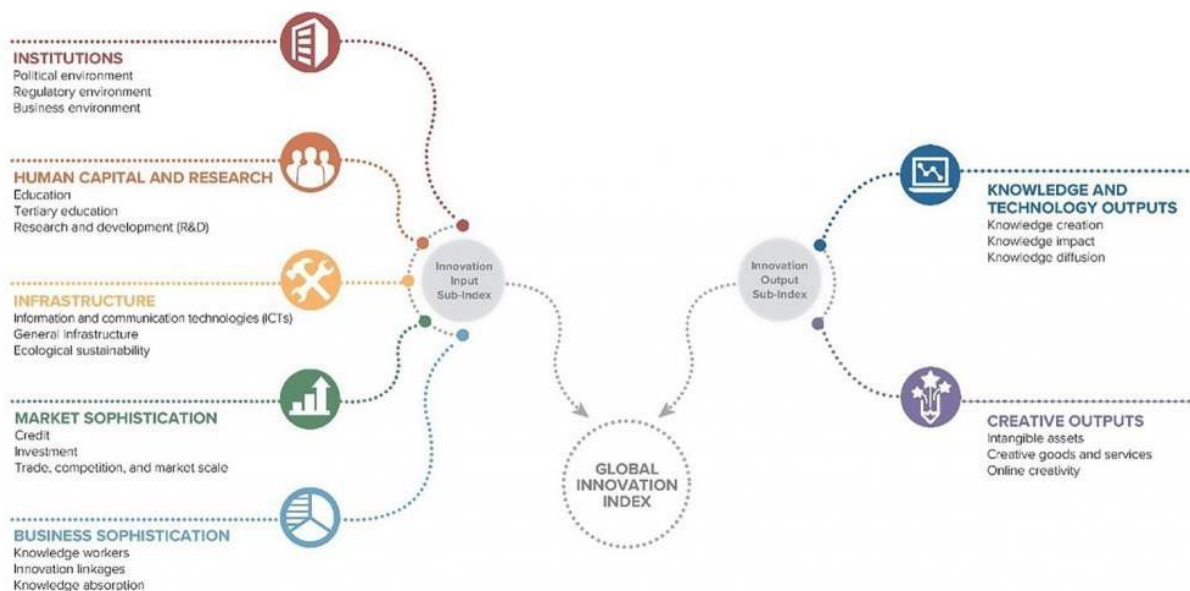 INSTITUTIONS
Political environment
Regulatory environment
Business environment
HUMAN CAPITAL AND RESEARCH
Education
Tertiary education
Research and development (R&D)
INFRASTRUCTURE
Information and communication technologies (ICTs)
General infrastructure
Ecological sustainability
MARKET SOPHISTICATION
Credit
Investment
Trade, competition, and market scale
BUSINESS SOPHISTICATION
Knowledge workers
Innovation linkages
Knowledge absorption
Innovation
Input
Sub-Index
GLOBAL
INNOVATION
INDEX
Innovation
Output
Sub-Index
KNOWLEDGE AND
TECHNOLOGY OUTPUTS
Knowledge creation
Knowledge impact
Knowledge diffusion
CREATIVE OUTPUTS
Intangible assets
Creative goods and services
Online creativity